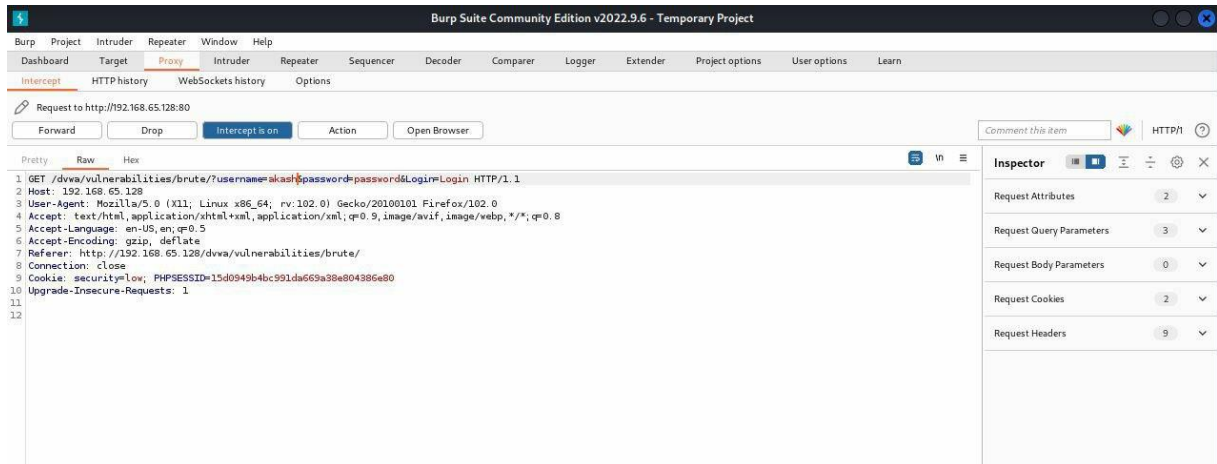 Burp Suite Community Edition v2022.9.6 - Temporary Project
Burp Project Intruder Repeater Window Help
Dashboard Target Proxy Intruder Repeater Sequencer Decoder Comparer Logger Extender Project options User options Learn
Intercept HTTP history WebSockets history Options
Request to http://192.168.65.128:80
Forward Drop Intercept is on Action Open Browser Comment this item HTTP/1 ?
Pretty Raw Hex \n Inspector
1 GET /dvwa/vulnerabilities/brute/?username=akash&password=password&Login=Login HTTP/1.1
2 Host: 192.168.65.128
3 User-Agent: Mozilla/5.0 (X11; Linux x86_64; rv:102.0) Gecko/20100101 Firefox/102.0
4 Accept: text/html,application/xhtml+xml,application/xml;q=0.9,image/avif,image/webp,*/*;q=0.8
5 Accept-Language: en-US,en;q=0.5
6 Accept-Encoding: gzip, deflate
7 Referer: http://192.168.65.128/dvwa/vulnerabilities/brute/
8 Connection: close
9 Cookie: security=low; PHPSESSID=15d0949b4bc991da669a38e804386e80
10 Upgrade-Insecure-Requests: 1
11
12
Request Attributes 2
Request Query Parameters 3
Request Body Parameters 0
Request Cookies 2
Request Headers 9